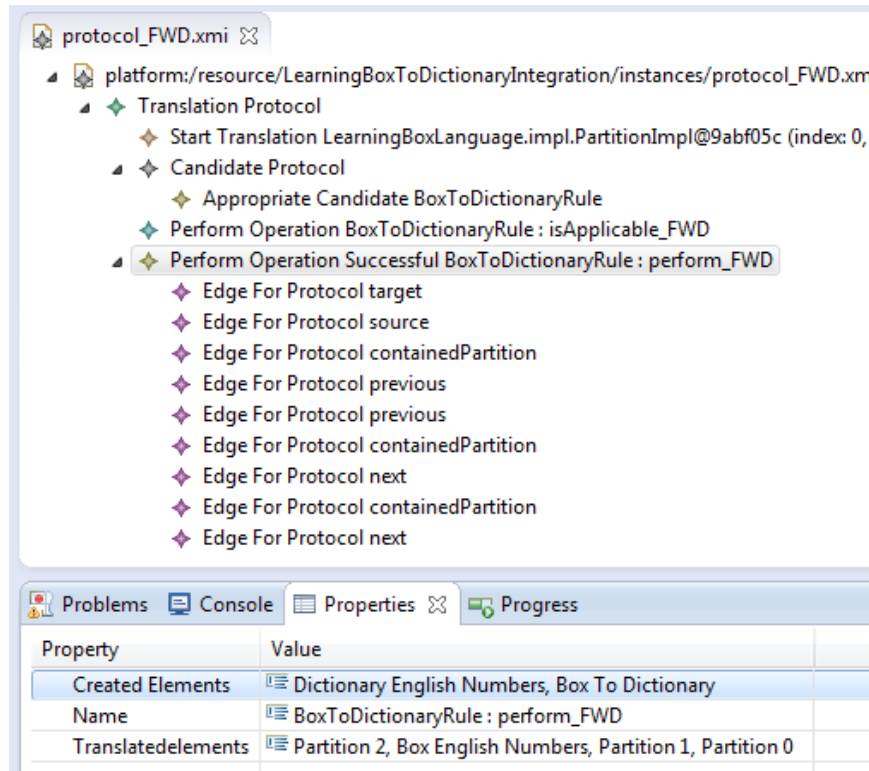 protocol_FWD.xmi
platform:/resource/LearningBoxToDictionaryIntegration/instances/protocol_FWD.xm
Translation Protocol
Start Translation LearningBoxLanguage.impl.PartitionImpl@9abf05c (index: 0,
Candidate Protocol
Appropriate Candidate BoxToDictionaryRule
Perform Operation BoxToDictionaryRule : isApplicable_FWD
Perform Operation Successful BoxToDictionaryRule : perform_FWD
Edge For Protocol target
Edge For Protocol source
Edge For Protocol containedPartition
Edge For Protocol previous
Edge For Protocol previous
Edge For Protocol containedPartition
Edge For Protocol next
Edge For Protocol containedPartition
Edge For Protocol next
Problems Console Properties Progress
Property Value
Created Elements Dictionary English Numbers, Box To Dictionary
Name BoxToDictionaryRule : perform_FWD
Translatedelements Partition 2, Box English Numbers, Partition 1, Partition 0